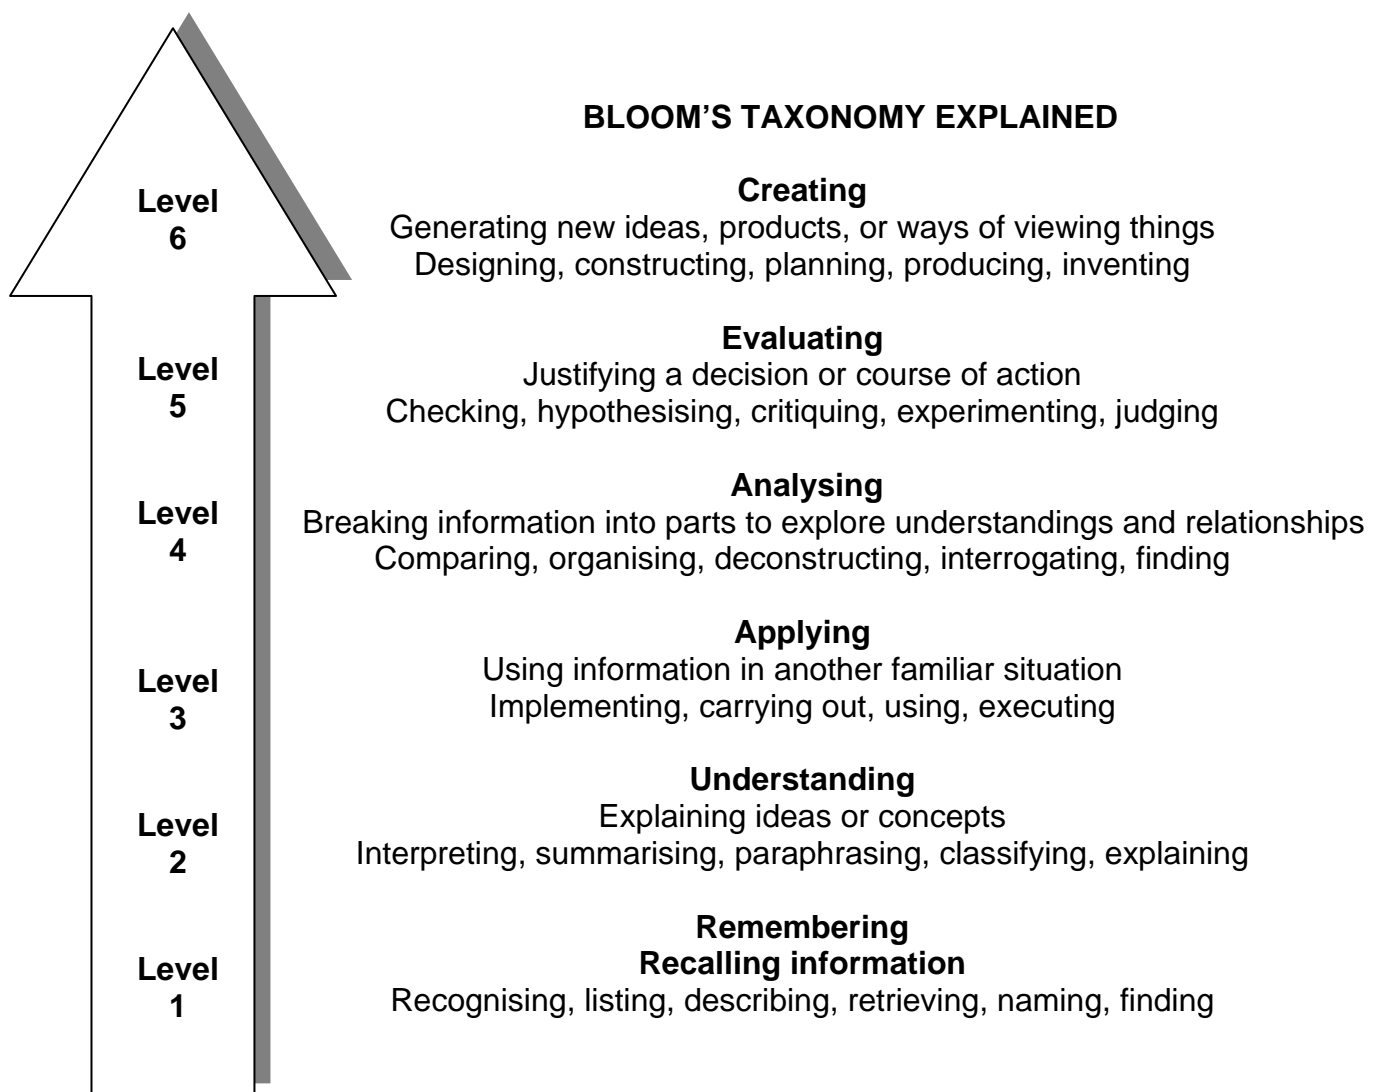 BLOOM’S TAXONOMY EXPLAINED
Level
6
Creating
Generating new ideas, products, or ways of viewing things
Designing, constructing, planning, producing, inventing
Level
5
Evaluating
Justifying a decision or course of action
Checking, hypothesising, critiquing, experimenting, judging
Level
4
Analysing
Breaking information into parts to explore understandings and relationships
Comparing, organising, deconstructing, interrogating, finding
Level
3
Applying
Using information in another familiar situation
Implementing, carrying out, using, executing
Level
2
Understanding
Explaining ideas or concepts
Interpreting, summarising, paraphrasing, classifying, explaining
Level
1
Remembering
Recalling information
Recognising, listing, describing, retrieving, naming, finding